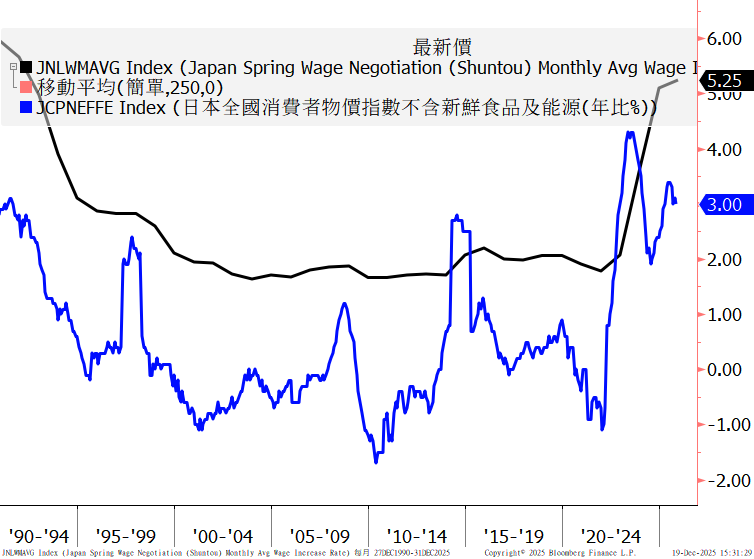 最新價
JNLWMAVG Index (Japan Spring Wage Negotiation (Shuntou) Monthly Avg Wage I
移動平均(簡單,250,0)
JCPNEFFE Index (日本全國消費者物價指數不含新鮮食品及能源(年比%))
6.00
5.25
5.00
4.00
3.00
2.00
1.00
0.00
-1.00
-2.00
'90-'94 '95-'99 '00-'04 '05-'09 '10-'14 '15-'19 '20-'24
JNLWMAVG Index (Japan Spring Wage Negotiation (Shuntou) Monthly Avg Wage Increase Rate) 每月 27DEC1990-31DEC2025 Copyright© 2025 Bloomberg Finance L.P. 19-Dec-2025 15:31:29